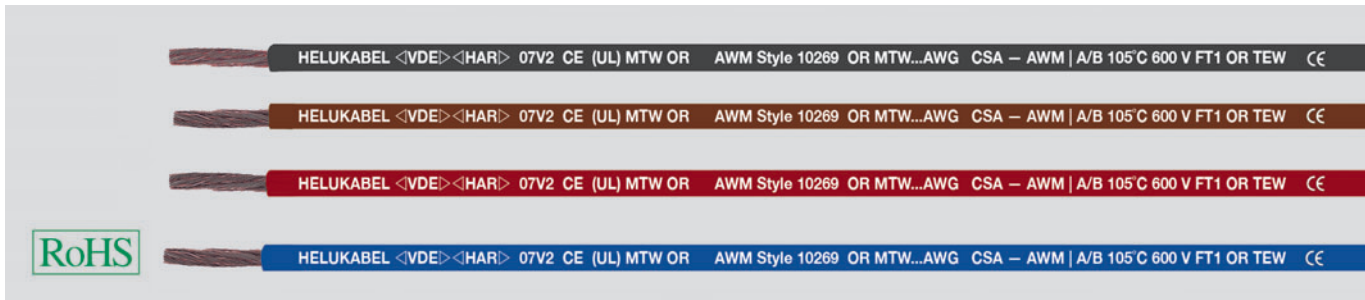 HELUKABEL ◁VDE▷ ◁HAR▷ 07V2 CE (UL) MTW OR AWM Style 10269 OR MTW...AWG CSA – AWM | A/B 105°C 600 V FT1 OR TEW CE
HELUKABEL ◁VDE▷ ◁HAR▷ 07V2 CE (UL) MTW OR AWM Style 10269 OR MTW...AWG CSA – AWM | A/B 105°C 600 V FT1 OR TEW CE
HELUKABEL ◁VDE▷ ◁HAR▷ 07V2 CE (UL) MTW OR AWM Style 10269 OR MTW...AWG CSA – AWM | A/B 105°C 600 V FT1 OR TEW CE
RoHS
HELUKABEL ◁VDE▷ ◁HAR▷ 07V2 CE (UL) MTW OR AWM Style 10269 OR MTW...AWG CSA – AWM | A/B 105°C 600 V FT1 OR TEW CE